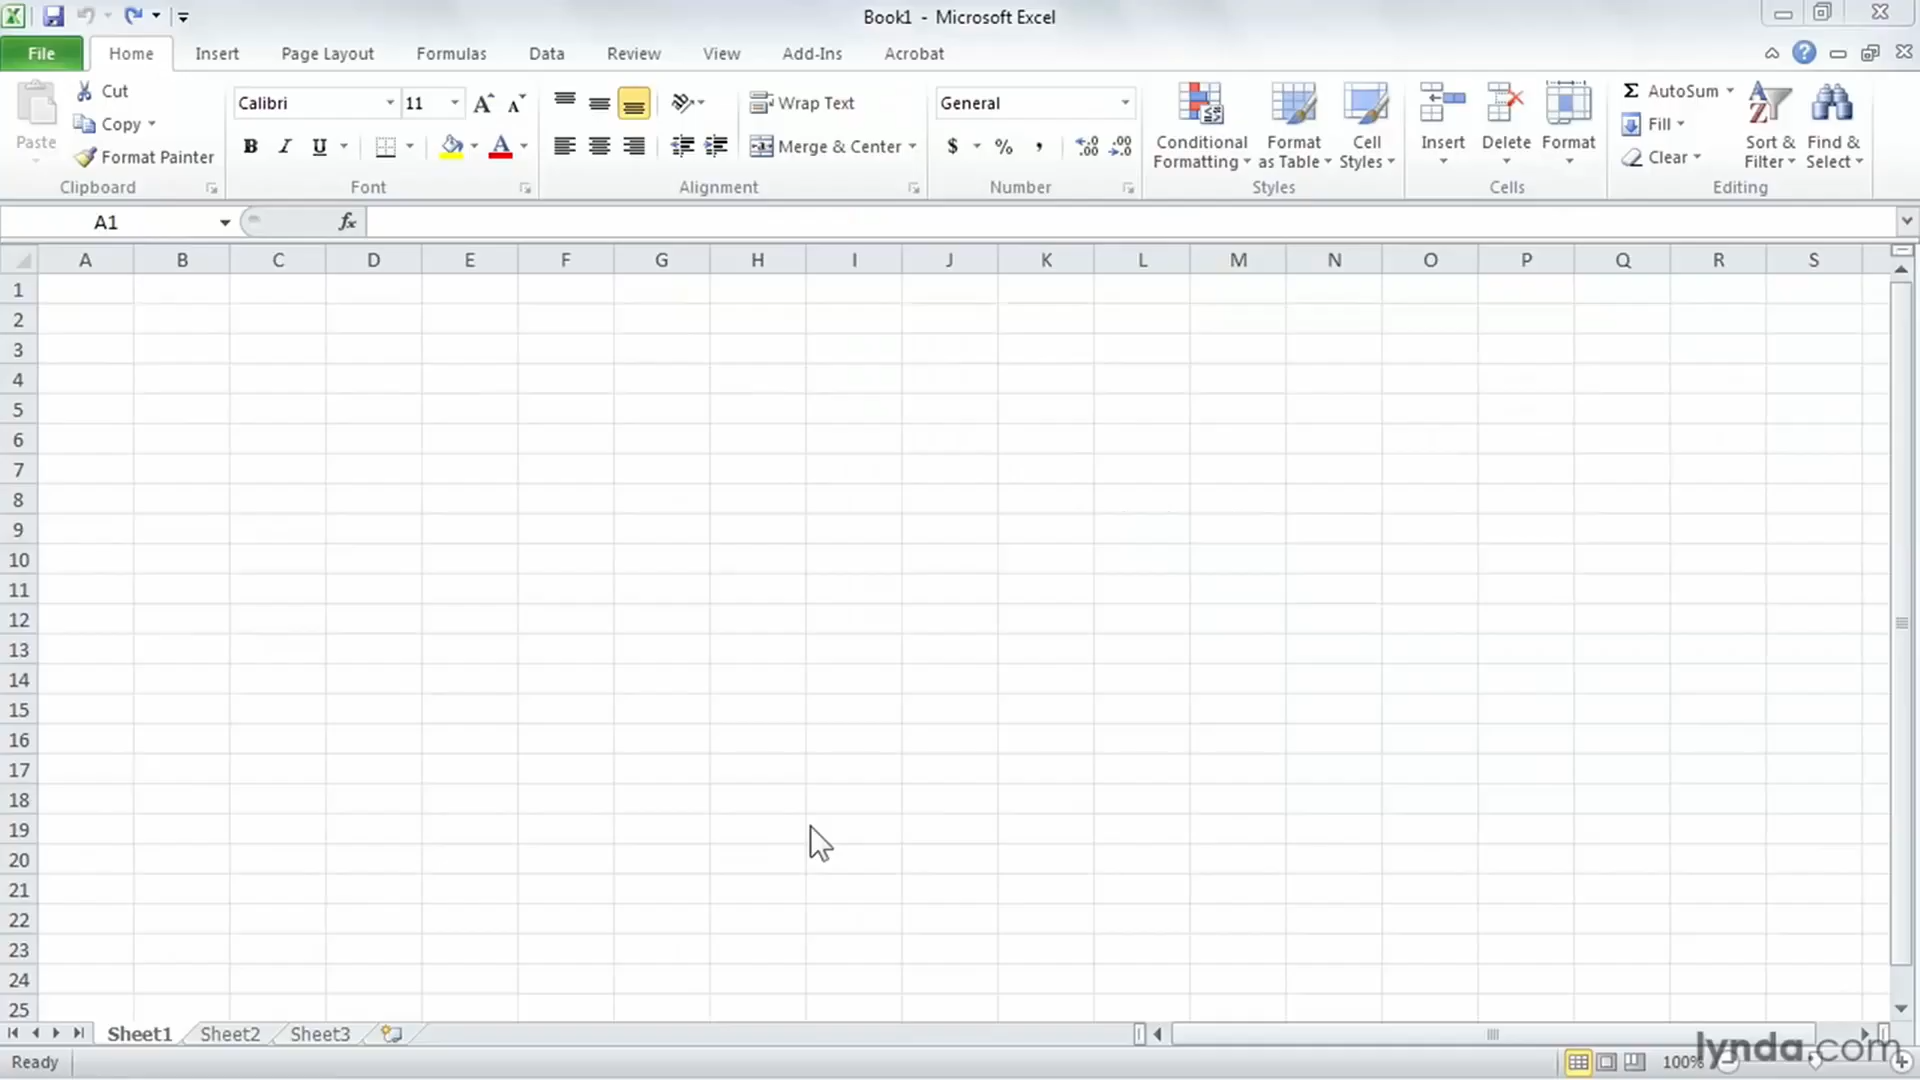 Book1 - Microsoft Excel
File Home Insert Page Layout Formulas Data Review View Add-Ins Acrobat
Paste
Cut
Copy
Format Painter
Clipboard
Calibri 11
B I U A
Font
Wrap Text
Merge & Center
Alignment
General
$ % ,
Number
Conditional Formatting
Format as Table
Cell Styles
Styles
Insert Delete Format
Cells
Σ AutoSum
Fill
Clear
Sort & Filter
Find & Select
Editing
A1 fx
A B C D E F G H I J K L M N O P Q R S
1
2
3
4
5
6
7
8
9
10
11
12
13
14
15
16
17
18
19
20
21
22
23
24
25
Sheet1 Sheet2 Sheet3
Ready 100%
lynda.com